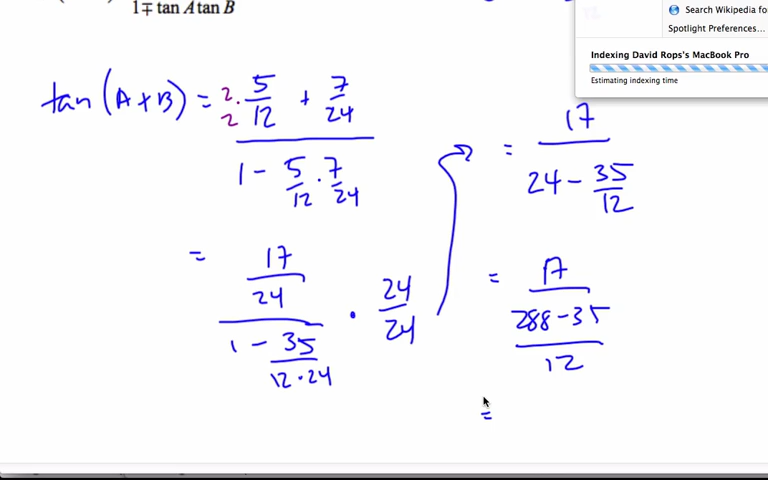 1∓ tan A tan B
Search Wikipedia fo
Spotlight Preferences...
Indexing David Rops's MacBook Pro
Estimating indexing time
tan(A+B) = 2/2 · 5/12 + 7/24
1 - 5/12 · 7/24
= 17/24
1 - 35/12·24
· 24/24
= 17
24 - 35/12
= 17
288-35
12
=